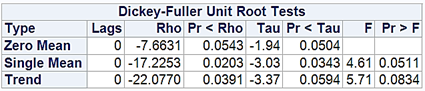 Dickey-Fuller Unit Root Tests
Type Lags Rho Pr < Rho Tau Pr < Tau F Pr > F
Zero Mean 0 -7.6631 0.0543 -1.94 0.0504
Single Mean 0 -17.2253 0.0203 -3.03 0.0343 4.61 0.0511
Trend 0 -22.0770 0.0391 -3.37 0.0594 5.71 0.0834